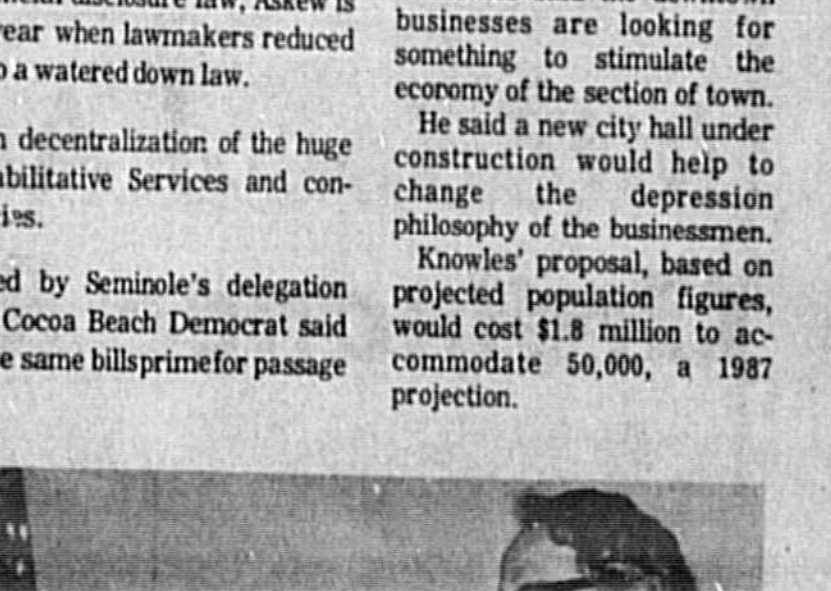 disclosure law, Askew is
year when lawmakers reduced
a watered down law.
decentralization of the huge
Services and con-
by Seminole's delegation
Cocoa Beach Democrat said
same bills prime for passage
businesses are looking for
something to stimulate the
economy of the section of town.
He said a new city hall under
construction would help to
change the depression
philosophy of the businessmen.
Knowles' proposal, based on
projected population figures,
would cost $1.8 million to ac-
commodate 50,000, a 1987
projection.